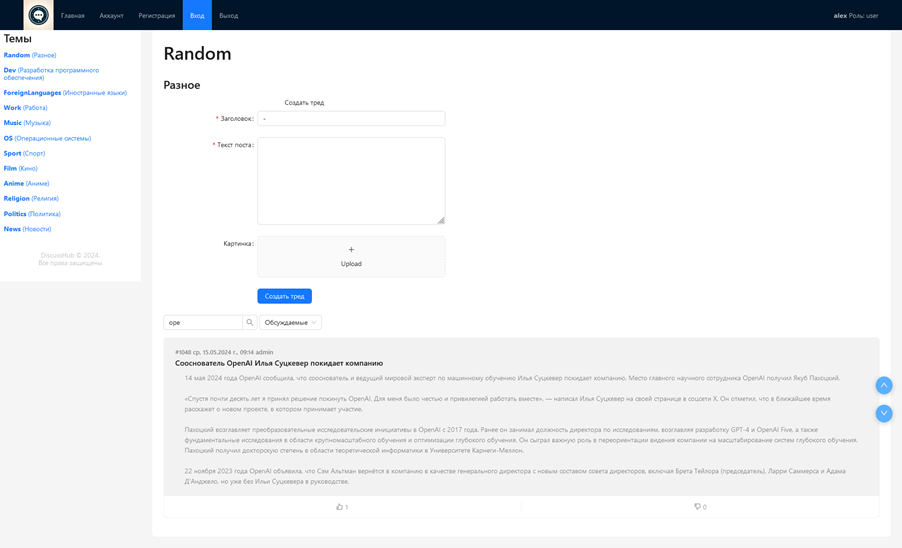 Главная Аккаунт Регистрация Вход Выход alex Роль: user
Темы
Random (Разное)
Dev (Разработка программного
обеспечения)
ForeignLanguages (Иностранные языки)
Work (Работа)
Music (Музыка)
OS (Операционные системы)
Sport (Спорт)
Film (Кино)
Anime (Аниме)
Religion (Религия)
Politics (Политика)
News (Новости)
DiscussHub © 2024.
Все права защищены
Random
Разное
Создать тред
* Заголовок: -
* Текст поста:
Картинка:
+
Upload
Создать тред
оре Обсуждаемые
#1048 ср, 15.05.2024 г., 09:14 admin
Сооснователь OpenAI Илья Суцкевер покидает компанию
14 мая 2024 года OpenAI сообщила, что сооснователь и ведущий мировой эксперт по машинному обучению Илья Суцкевер покидает компанию. Место главного научного сотрудника OpenAI получил Якуб Пахоцкий.
«Спустя почти десять лет я принял решение покинуть OpenAI. Для меня было честью и привилегией работать вместе», — написал Илья Суцкевер на своей странице в соцсети X. Он отметил, что в ближайшее время
расскажет о новом проекте, в котором принимает участие.
Пахоцкий возглавляет преобразовательные исследовательские инициативы в OpenAI с 2017 года. Ранее он занимал должность директора по исследованиям, возглавляя разработку GPT-4 и OpenAI Five, а также
фундаментальные исследования в области крупномасштабного обучения и оптимизации глубокого обучения. Он сыграл важную роль в переориентации видения компании на масштабирование систем глубокого обучения.
Пахоцкий получил докторскую степень в области теоретической информатики в Университете Карнеги-Меллон.
22 ноября 2023 года OpenAI объявила, что Сэм Альтман вернётся в компанию в качестве генерального директора с новым составом совета директоров, включая Брета Тейлора (председатель), Ларри Саммерса и Адама
Д'Анджело, но уже без Ильи Суцкевера в руководстве.
1 0